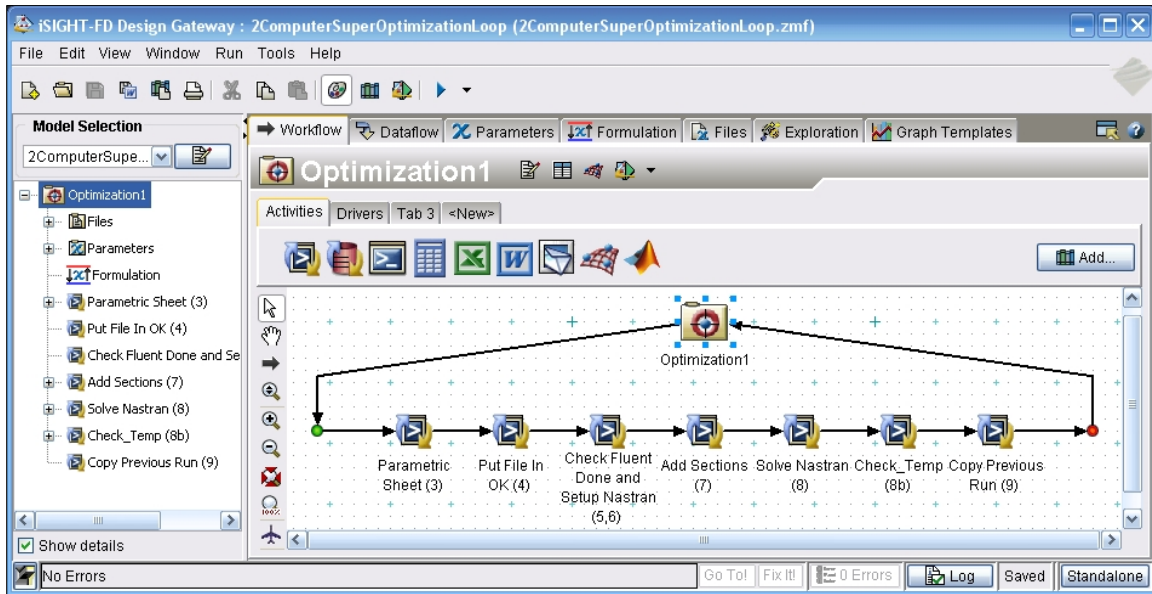 iSIGHT-FD Design Gateway : 2ComputerSuperOptimizationLoop (2ComputerSuperOptimizationLoop.zmf)
File Edit View Window Run Tools Help
Model Selection
2ComputerSupe...
Optimization1
Files
Parameters
Formulation
Parametric Sheet (3)
Put File In OK (4)
Check Fluent Done and Se
Add Sections (7)
Solve Nastran (8)
Check_Temp (8b)
Copy Previous Run (9)
Show details
Workflow Dataflow Parameters Formulation Files Exploration Graph Templates
Optimization1
Activities Drivers Tab 3 <New>
Add...
100%
Optimization1
Parametric
Sheet (3)
Put File In
OK (4)
Check Fluent
Done and
Setup Nastran
(5,6)
Add Sections
(7)
Solve Nastran
(8)
Check_Temp
(8b)
Copy Previous
Run (9)
No Errors Go To! Fix It! 0 Errors Log Saved Standalone